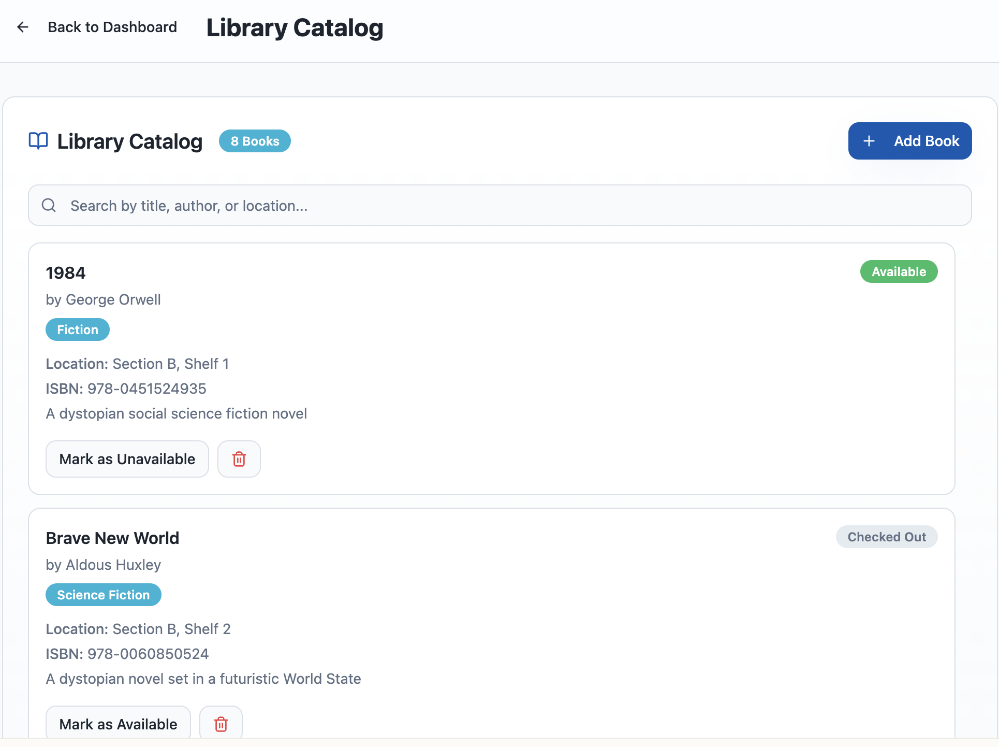 Back to Dashboard
Library Catalog
Library Catalog
8 Books
Add Book
Search by title, author, or location...
1984
Available
by George Orwell
Fiction
Location: Section B, Shelf 1
ISBN: 978-0451524935
A dystopian social science fiction novel
Mark as Unavailable
Brave New World
Checked Out
by Aldous Huxley
Science Fiction
Location: Section B, Shelf 2
ISBN: 978-0060850524
A dystopian novel set in a futuristic World State
Mark as Available